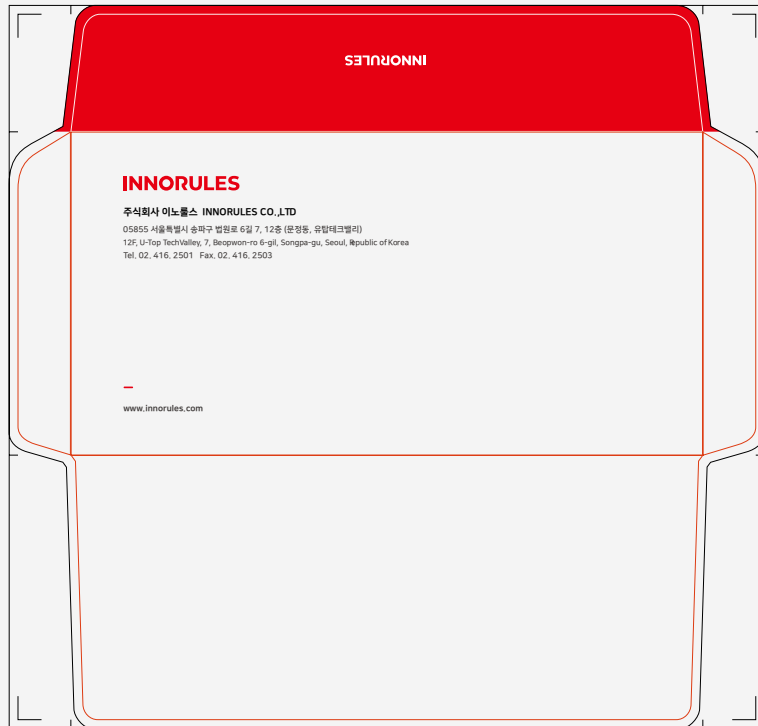 INNORULES
INNORULES
주식회사 이노룰스 INNORULES CO.,LTD
05855 서울특별시 송파구 법원로 6길 7, 12층 (문정동, 유탑테크밸리)
12F, U-Top TechValley, 7, Beopwon-ro 6-gil, Songpa-gu, Seoul, Republic of Korea
Tel. 02. 416. 2501 Fax. 02. 416. 2503
www.innorules.com